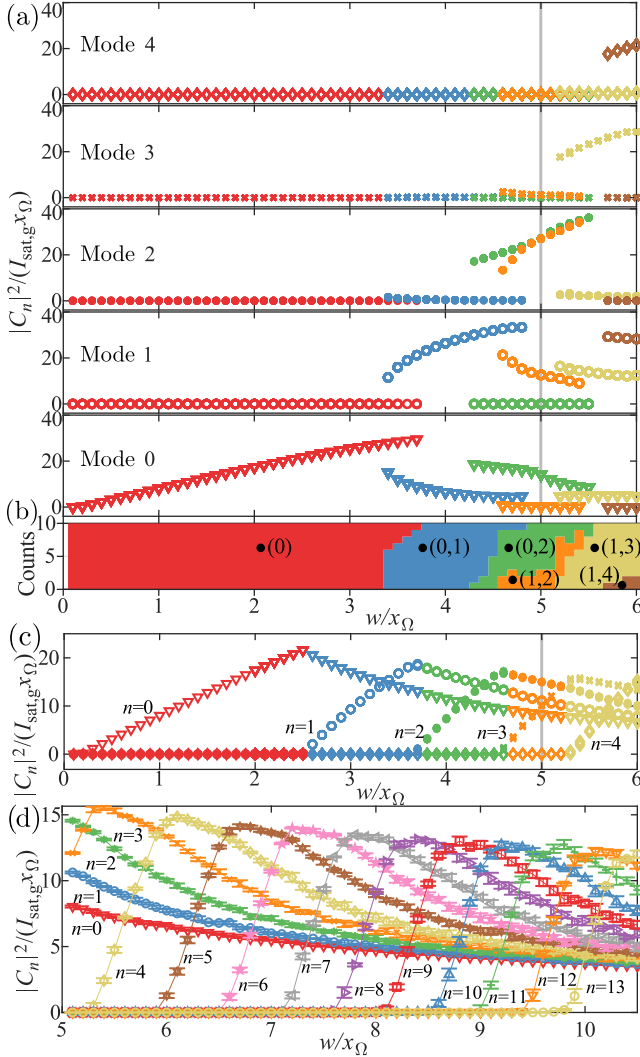 (a)
40
20
0
Mode 4
40
20
0
Mode 3
40
20
0
Mode 2
40
20
0
Mode 1
40
20
0
Mode 0
|C_n|²/(I_sat,g x_Ω)
(b)
10
0
Counts
(0)
(0,1)
(0,2)
(1,3)
(1,2)
(1,4)
0 1 2 3 4 5 6
w/x_Ω
(c)
20
10
0
|C_n|²/(I_sat,g x_Ω)
n=0
n=1
n=2
n=3
n=4
0 1 2 3 4 5 6
w/x_Ω
(d)
15
10
5
0
|C_n|²/(I_sat,g x_Ω)
n=3
n=2
n=1
n=0
n=4
n=5
n=6
n=7
n=8
n=9
n=10
n=11
n=12
n=13
5 6 7 8 9 10
w/x_Ω